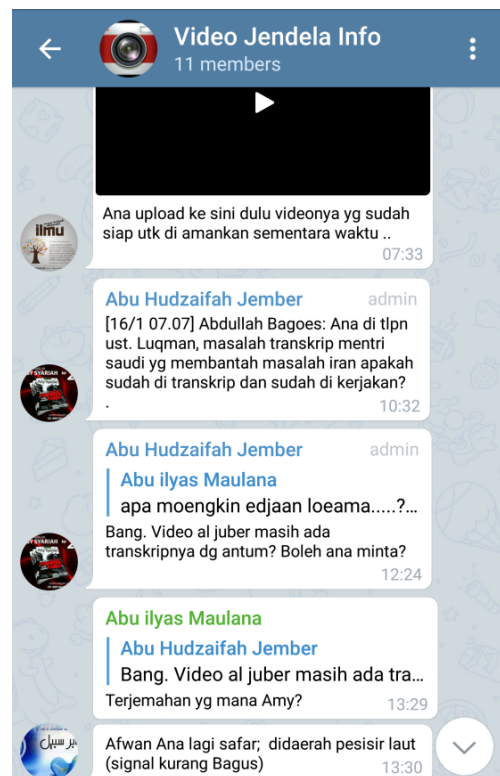 Video Jendela Info
11 members
Ana upload ke sini dulu videonya yg sudah
siap utk di amankan sementara waktu ..
07:33
ilmu
Abu Hudzaifah Jember admin
[16/1 07.07] Abdullah Bagoes: Ana di tlpn
ust. Luqman, masalah transkrip mentri
saudi yg membantah masalah iran apakah
sudah di transkrip dan sudah di kerjakan?
.
10:32
Abu Hudzaifah Jember admin
Abu ilyas Maulana
apa moengkin edjaan loeama.....?...
Bang. Video al juber masih ada
transkripnya dg antum? Boleh ana minta?
12:24
Abu ilyas Maulana
Abu Hudzaifah Jember
Bang. Video al juber masih ada tra...
Terjemahan yg mana Amy?
13:29
Afwan Ana lagi safar; didaerah pesisir laut
(signal kurang Bagus)
13:30